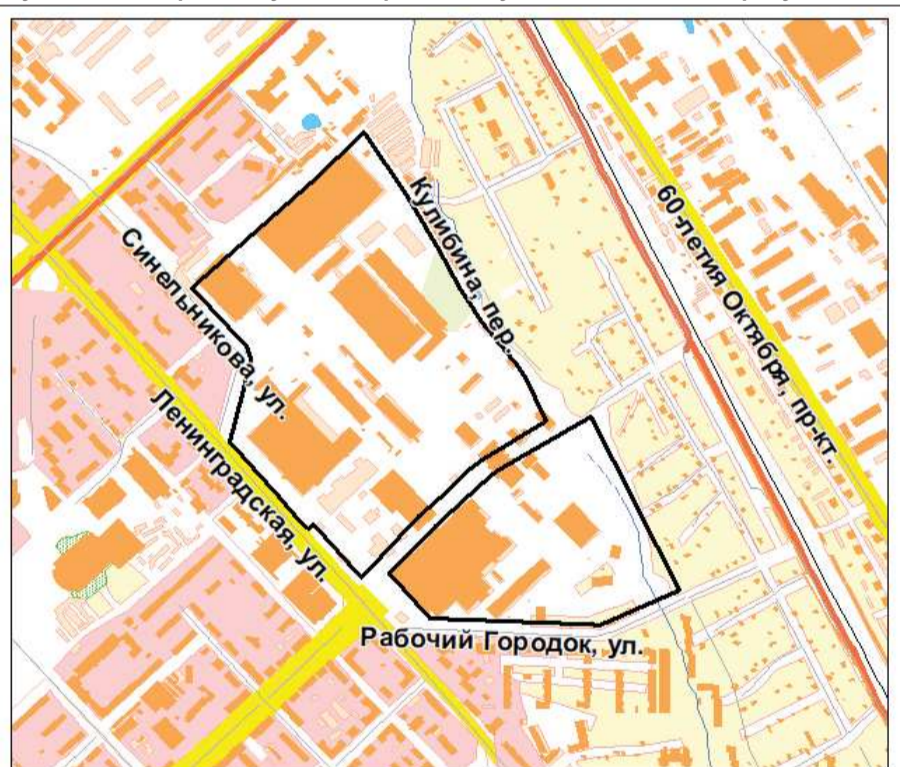 Кулибина, пер.
60-летия Октября, пр-кт.
Синельникова, ул.
Ленинградская, ул.
Рабочий Городок, ул.